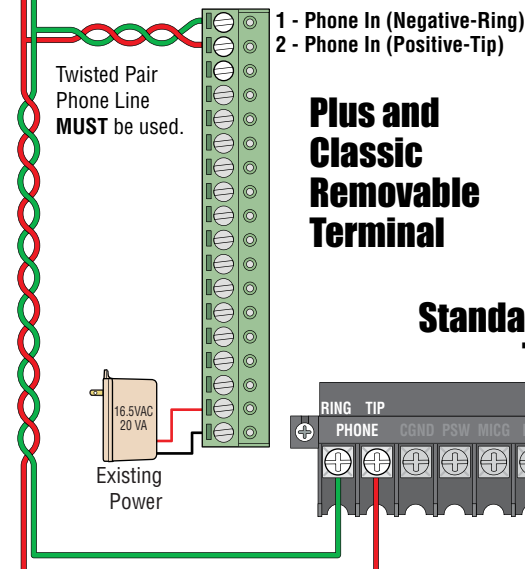 1 - Phone In (Negative-Ring)
2 - Phone In (Positive-Tip)
Twisted Pair
Phone Line
MUST be used.
Plus and
Classic
Removable
Terminal
16.5VAC
20 VA
Existing
Power
RING TIP
PHONE CGND PSW MICG